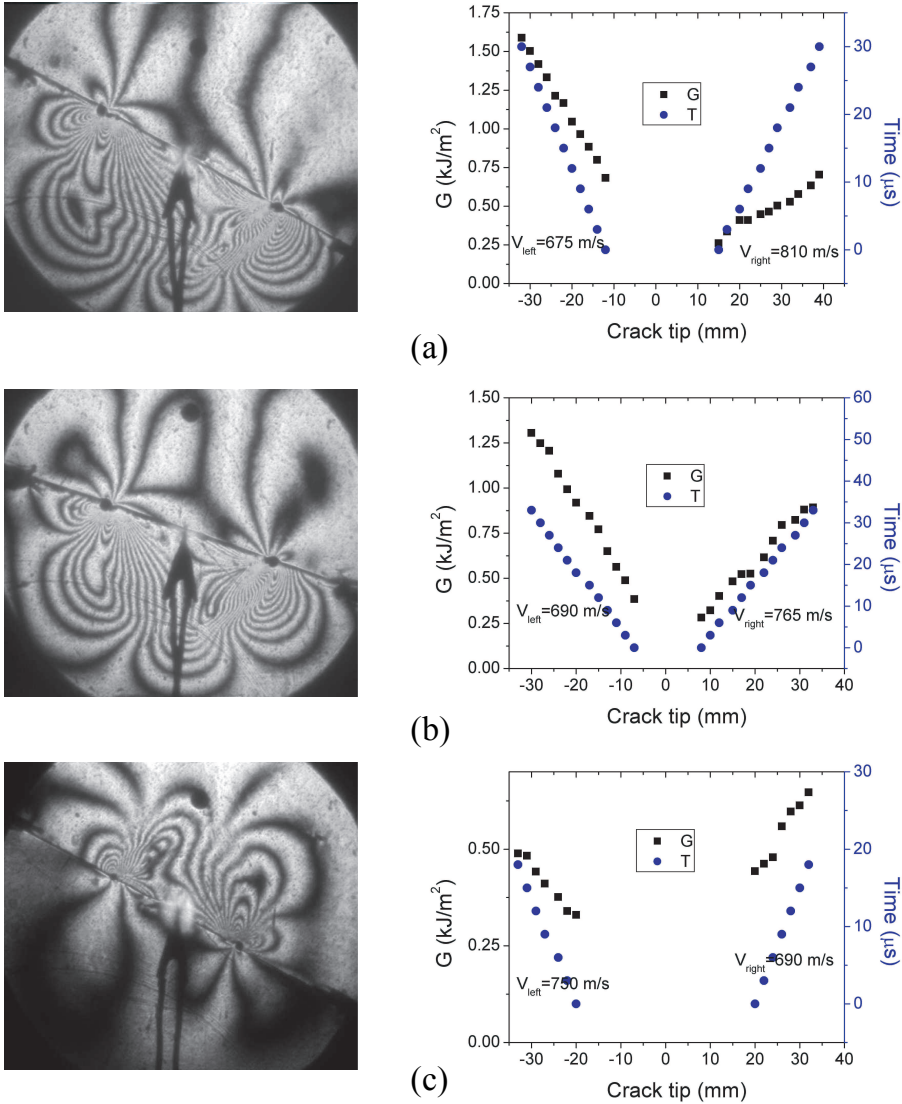 1.75
1.50
1.25
1.00
0.75
0.50
0.25
0.00
G (kJ/m²)
G
T
V_left=675 m/s
V_right=810 m/s
30
20
10
0
Time (μs)
-30 -20 -10 0 10 20 30 40
Crack tip (mm)
(a)
1.50
1.25
1.00
0.75
0.50
0.25
0.00
G (kJ/m²)
G
T
V_left=690 m/s
V_right=765 m/s
60
50
40
30
20
10
0
Time (μs)
-30 -20 -10 0 10 20 30 40
Crack tip (mm)
(b)
0.50
0.25
0.00
G (kJ/m²)
G
T
V_right=690 m/s
V_left=750 m/s
30
20
10
0
Time (μs)
-30 -20 -10 0 10 20 30 40
Crack tip (mm)
(c)